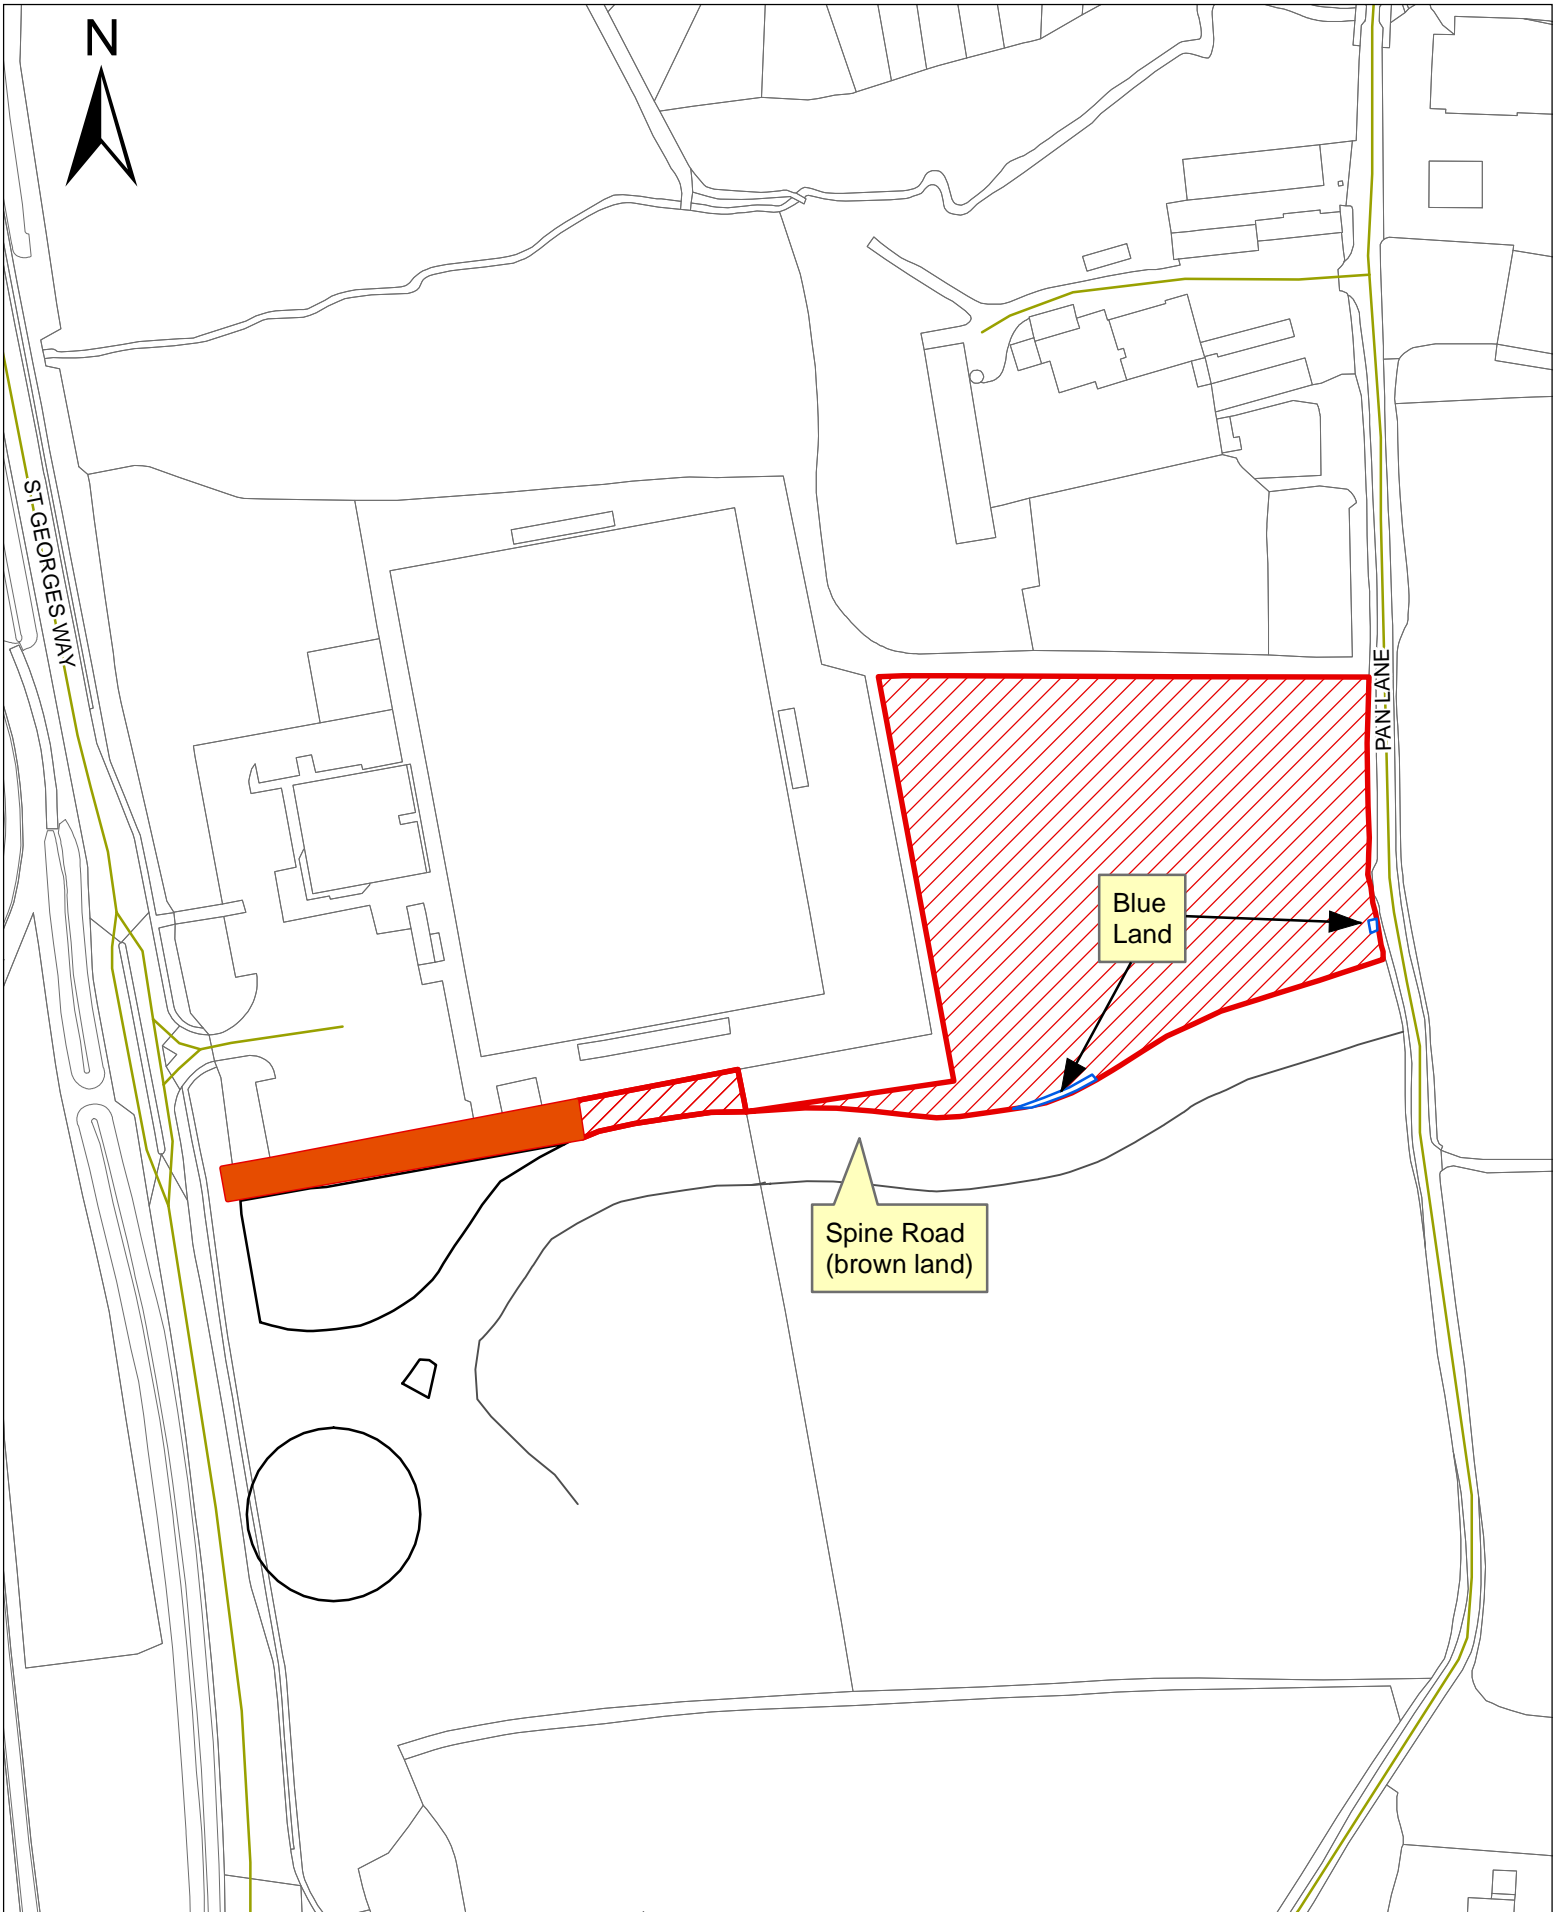 N
ST GEORGES WAY
PAN LANE
Blue
Land
Spine Road
(brown land)